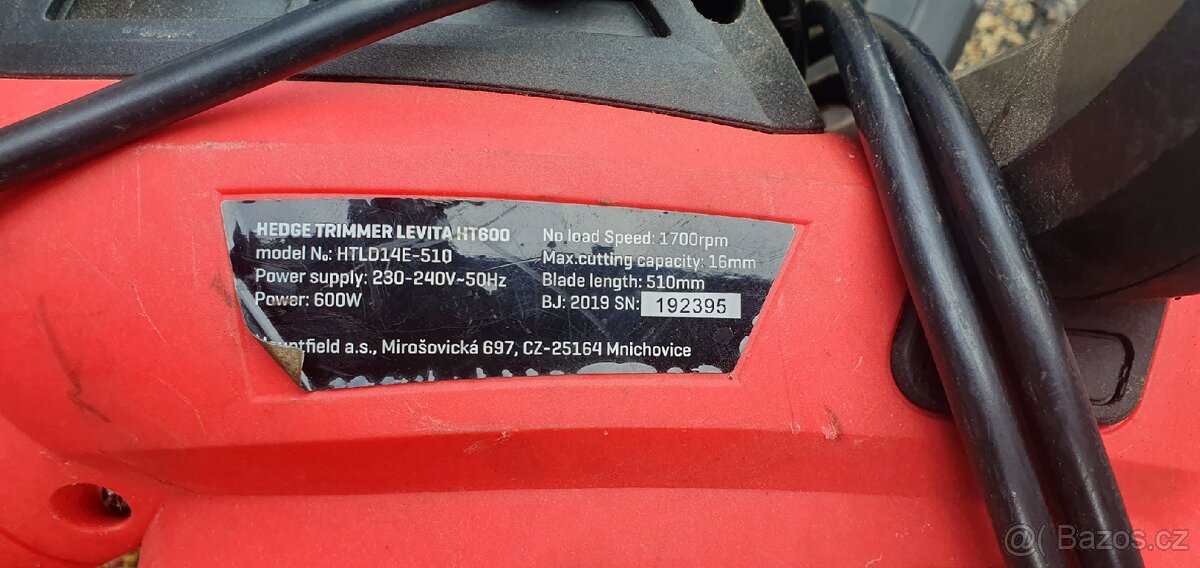 HEDGE TRIMMER LEVITA HT600
model No: HTLD14E-510
Power supply: 230-240V~50Hz
Power: 600W
No load Speed: 1700rpm
Max.cutting capacity: 16mm
Blade length: 510mm
BJ: 2019 SN: 192395
Mountfield a.s., Mirošovická 697, CZ-25164 Mnichovice
@ Bazos.cz